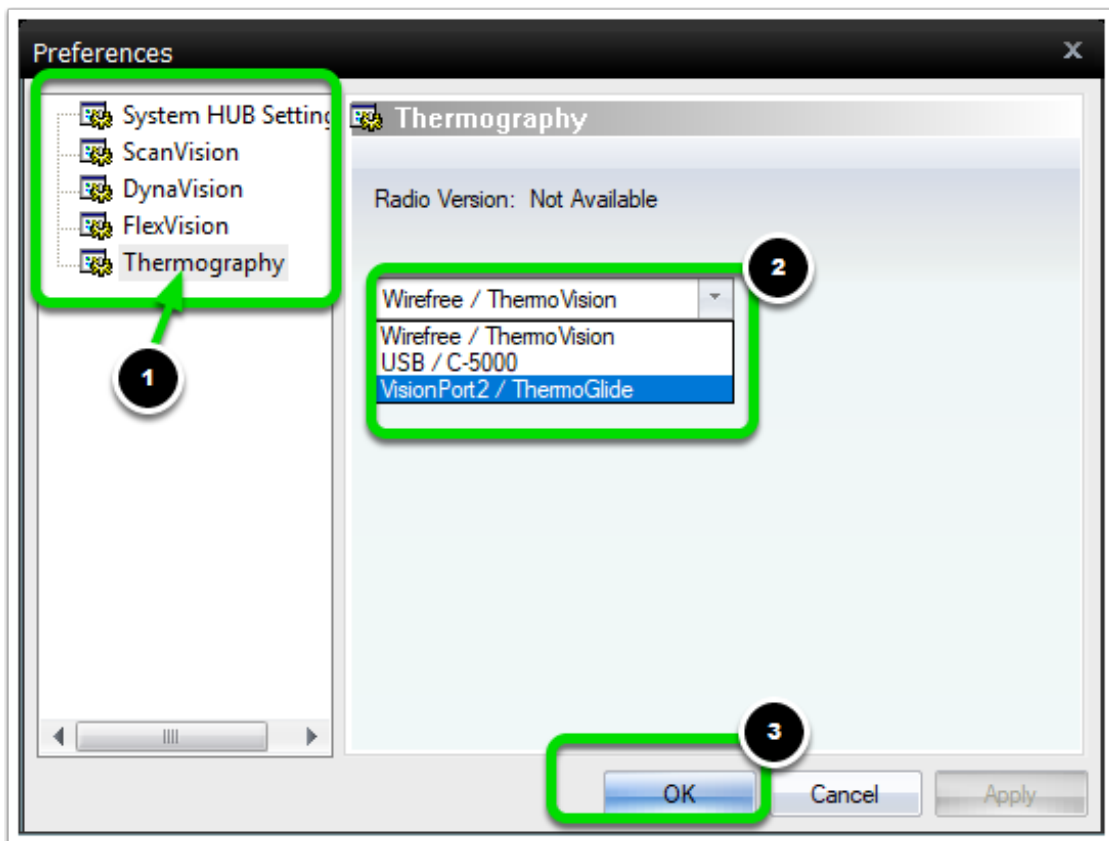 Preferences
x
System HUB Setting
ScanVision
DynaVision
FlexVision
Thermography
Thermography
Radio Version: Not Available
Wirefree / ThermoVision
Wirefree / ThermoVision
USB / C-5000
VisionPort2 / ThermoGlide
1
2
3
OK
Cancel
Apply